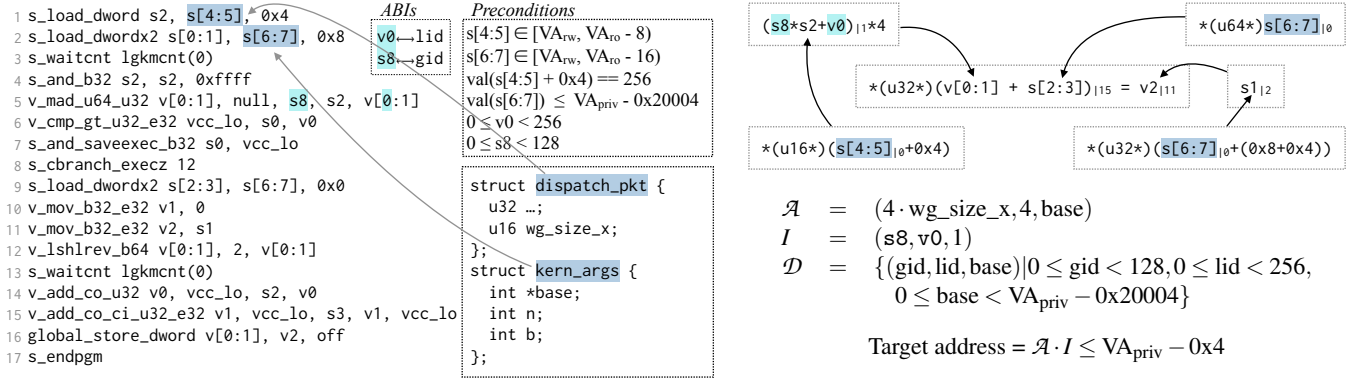 1 s_load_dword s2, s[4:5], 0x4
2 s_load_dwordx2 s[0:1], s[6:7], 0x8
3 s_waitcnt lgkmcnt(0)
4 s_and_b32 s2, s2, 0xffff
5 v_mad_u64_u32 v[0:1], null, s8, s2, v[0:1]
6 v_cmp_gt_u32_e32 vcc_lo, s0, v0
7 s_and_saveexec_b32 s0, vcc_lo
8 s_cbranch_execz 12
9 s_load_dwordx2 s[2:3], s[6:7], 0x0
10 v_mov_b32_e32 v1, 0
11 v_mov_b32_e32 v2, s1
12 v_lshlrev_b64 v[0:1], 2, v[0:1]
13 s_waitcnt lgkmcnt(0)
14 v_add_co_u32 v0, vcc_lo, s2, v0
15 v_add_co_ci_u32_e32 v1, vcc_lo, s3, v1, vcc_lo
16 global_store_dword v[0:1], v2, off
17 s_endpgm
ABIs
v0↔lid
s8↔gid
Preconditions
s[4:5] ∈ [VArw, VAro - 8)
s[6:7] ∈ [VArw, VAro - 16)
val(s[4:5] + 0x4) == 256
val(s[6:7]) ≤ VApriv - 0x20004
0 ≤ v0 < 256
0 ≤ s8 < 128
struct dispatch_pkt {
u32 …;
u16 wg_size_x;
};
struct kern_args {
int *base;
int n;
int b;
};
(s8*s2+v0)|1*4
*(u64*)s[6:7]|0
*(u32*)(v[0:1] + s[2:3])|15 = v2|11
s1|2
*(u16*)(s[4:5]|0+0x4)
*(u32*)(s[6:7]|0+(0x8+0x4))
𝒜 = (4·wg_size_x,4,base)
I = (s8,v0,1)
𝒟 = {(gid,lid,base)|0 ≤ gid < 128,0 ≤ lid < 256,
0 ≤ base < VApriv − 0x20004}
Target address = 𝒜·I ≤ VApriv − 0x4